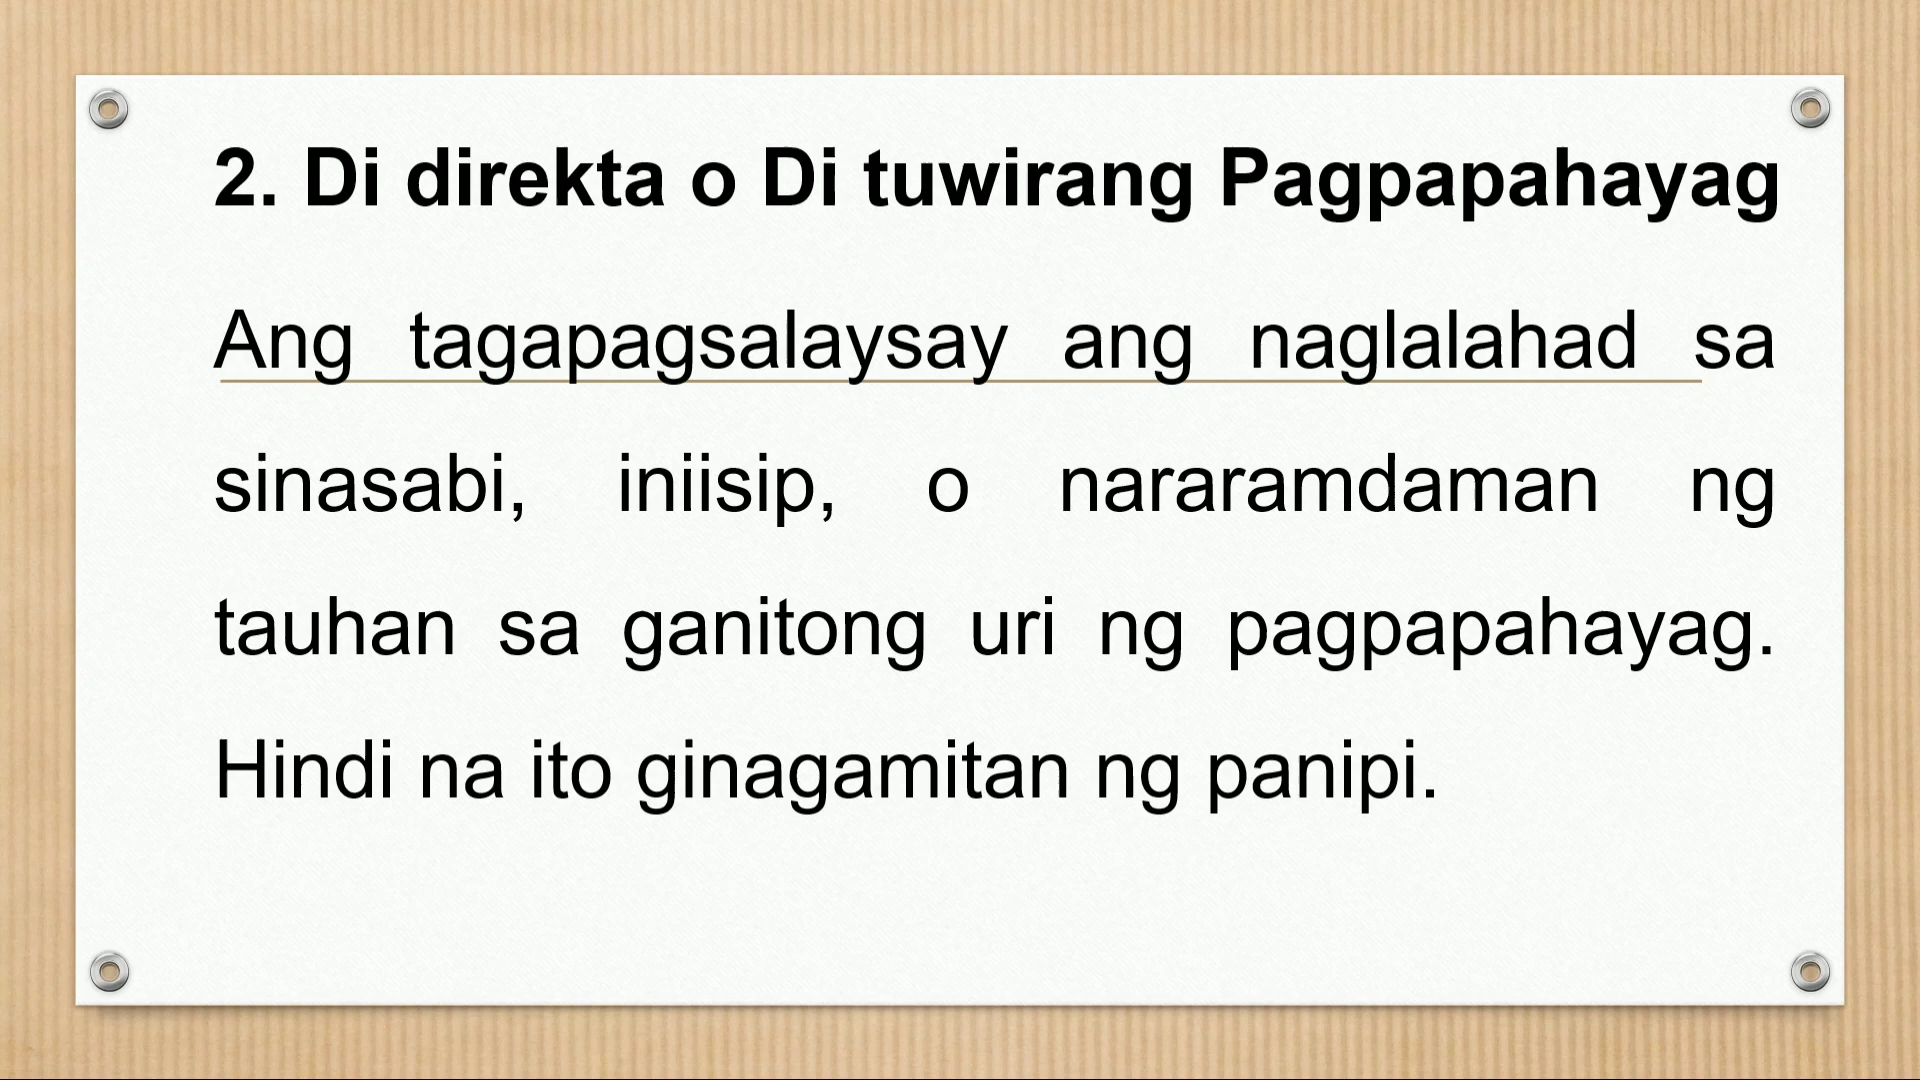 2. Di direkta o Di tuwirang Pagpapahayag
Ang tagapagsalaysay ang naglalahad sa
sinasabi, iniisip, o nararamdaman ng
tauhan sa ganitong uri ng pagpapahayag.
Hindi na ito ginagamitan ng panipi.